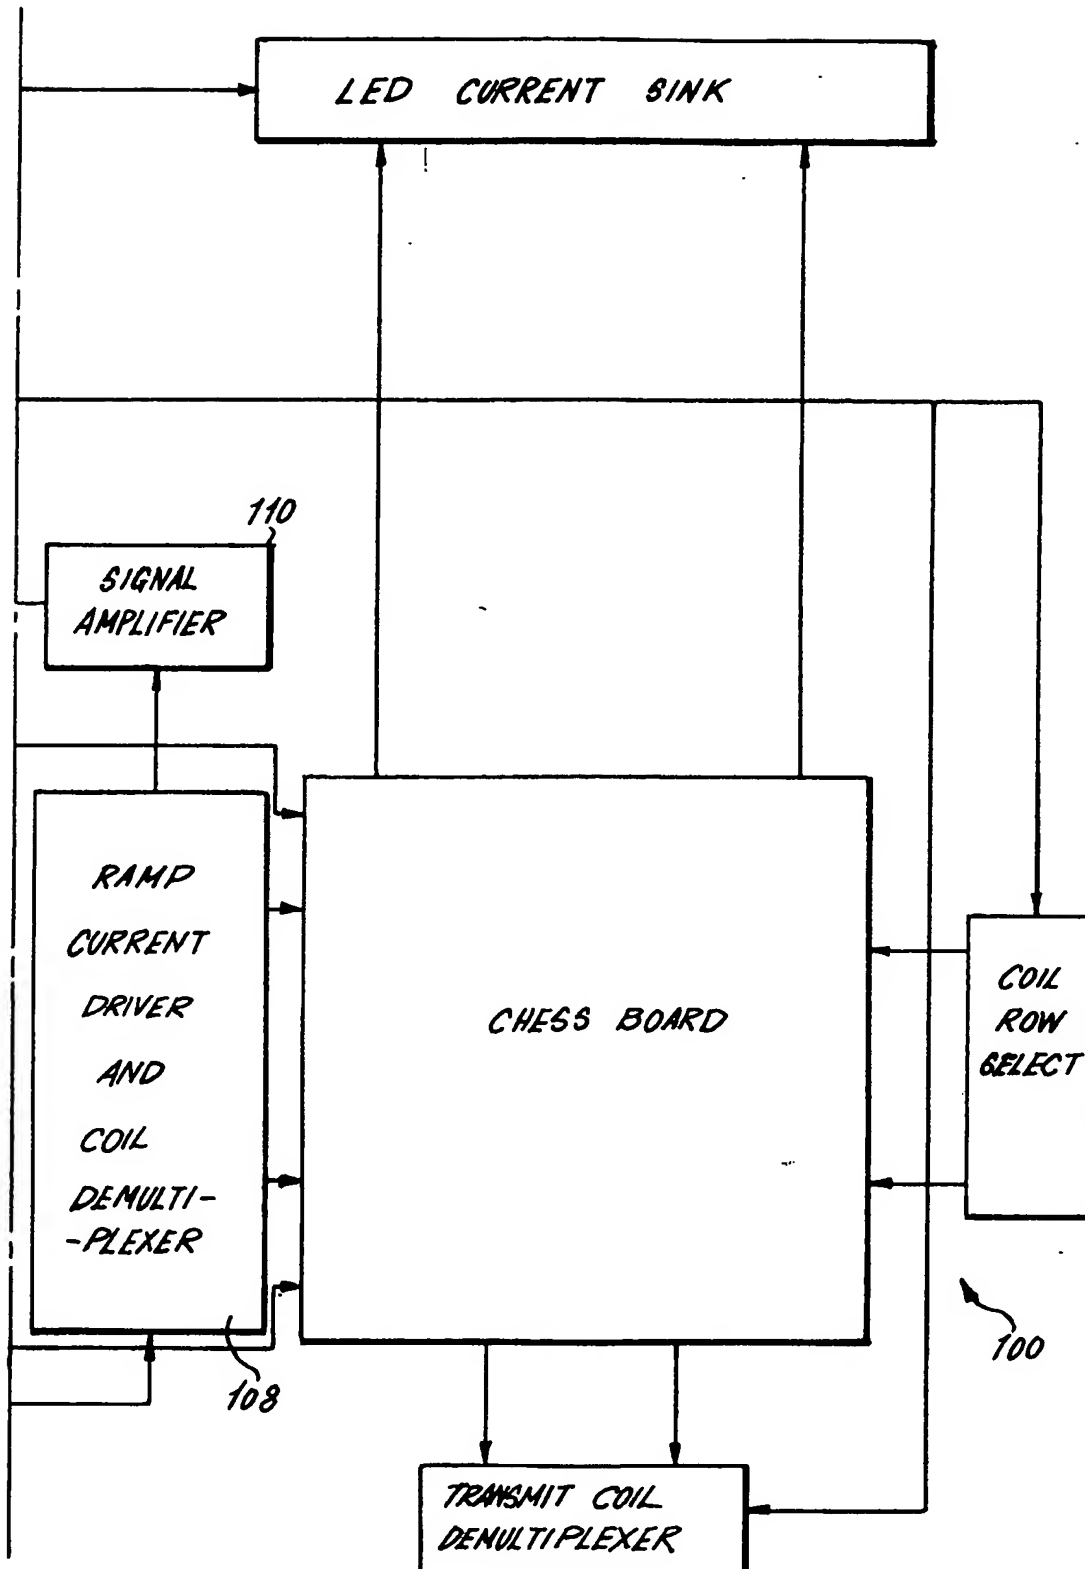 LED CURRENT SINK
110
SIGNAL
AMPLIFIER
RAMP
CURRENT
DRIVER
AND
COIL
DEMULTI-
-PLEXER
108
CHESS BOARD
COIL
ROW
SELECT
100
TRANSMIT COIL
DEMULTIPLEXER